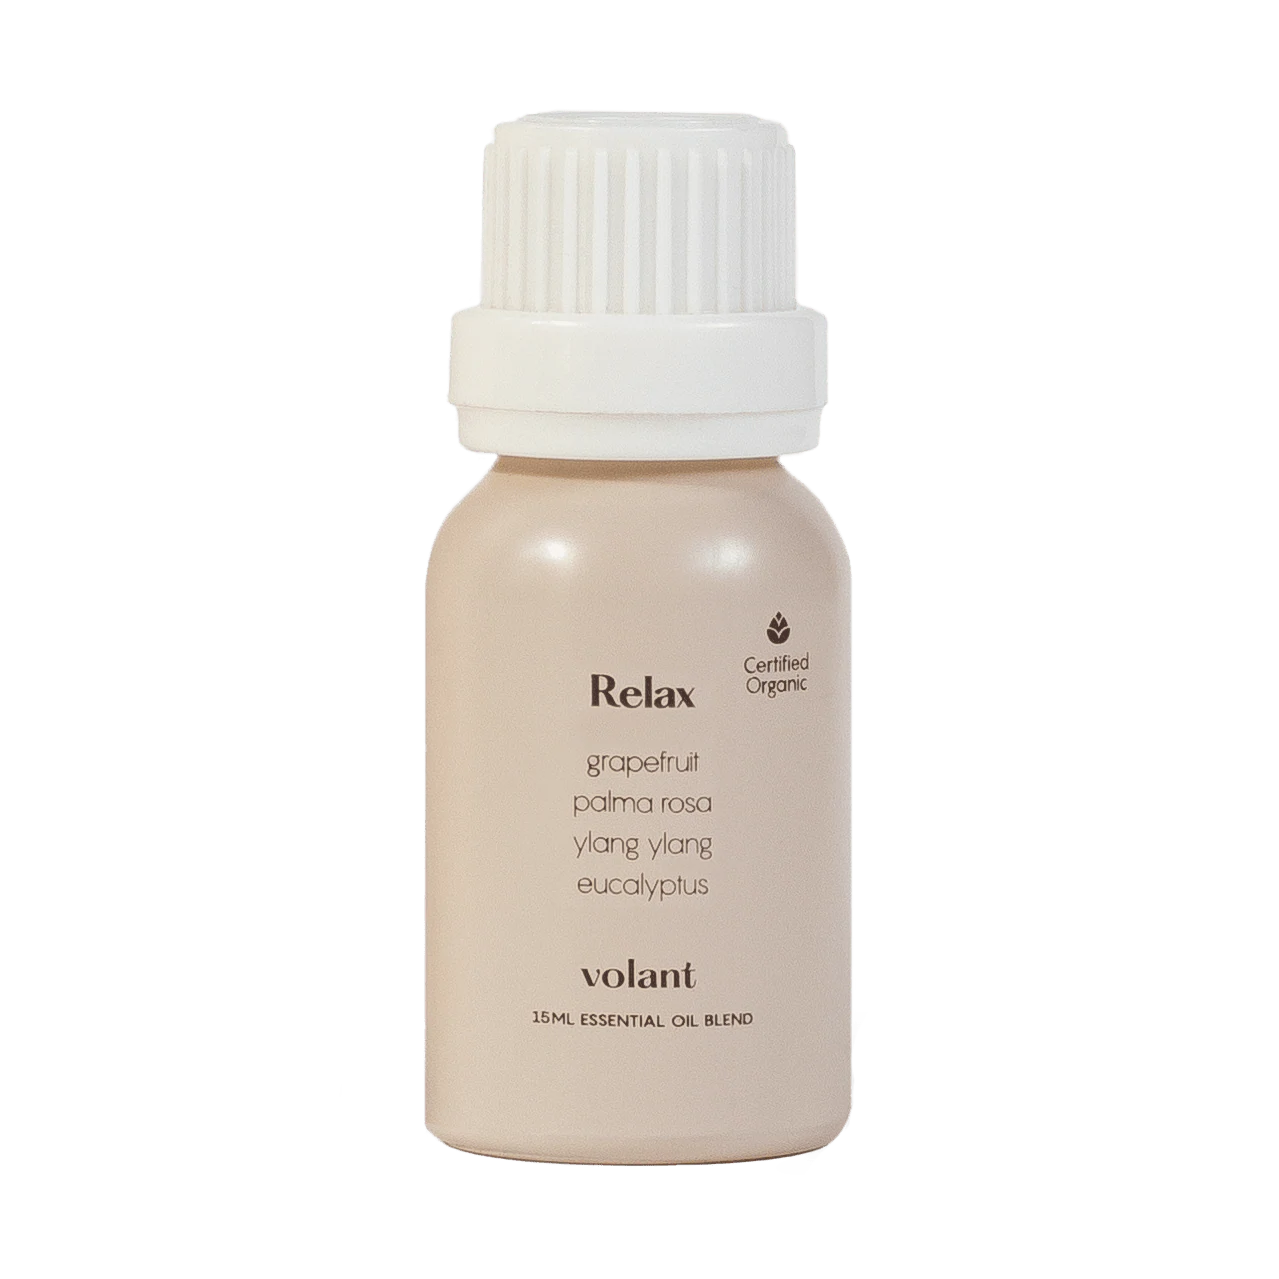 Certified
Organic
Relax
grapefruit
palma rosa
ylang ylang
eucalyptus
volant
15ML ESSENTIAL OIL BLEND